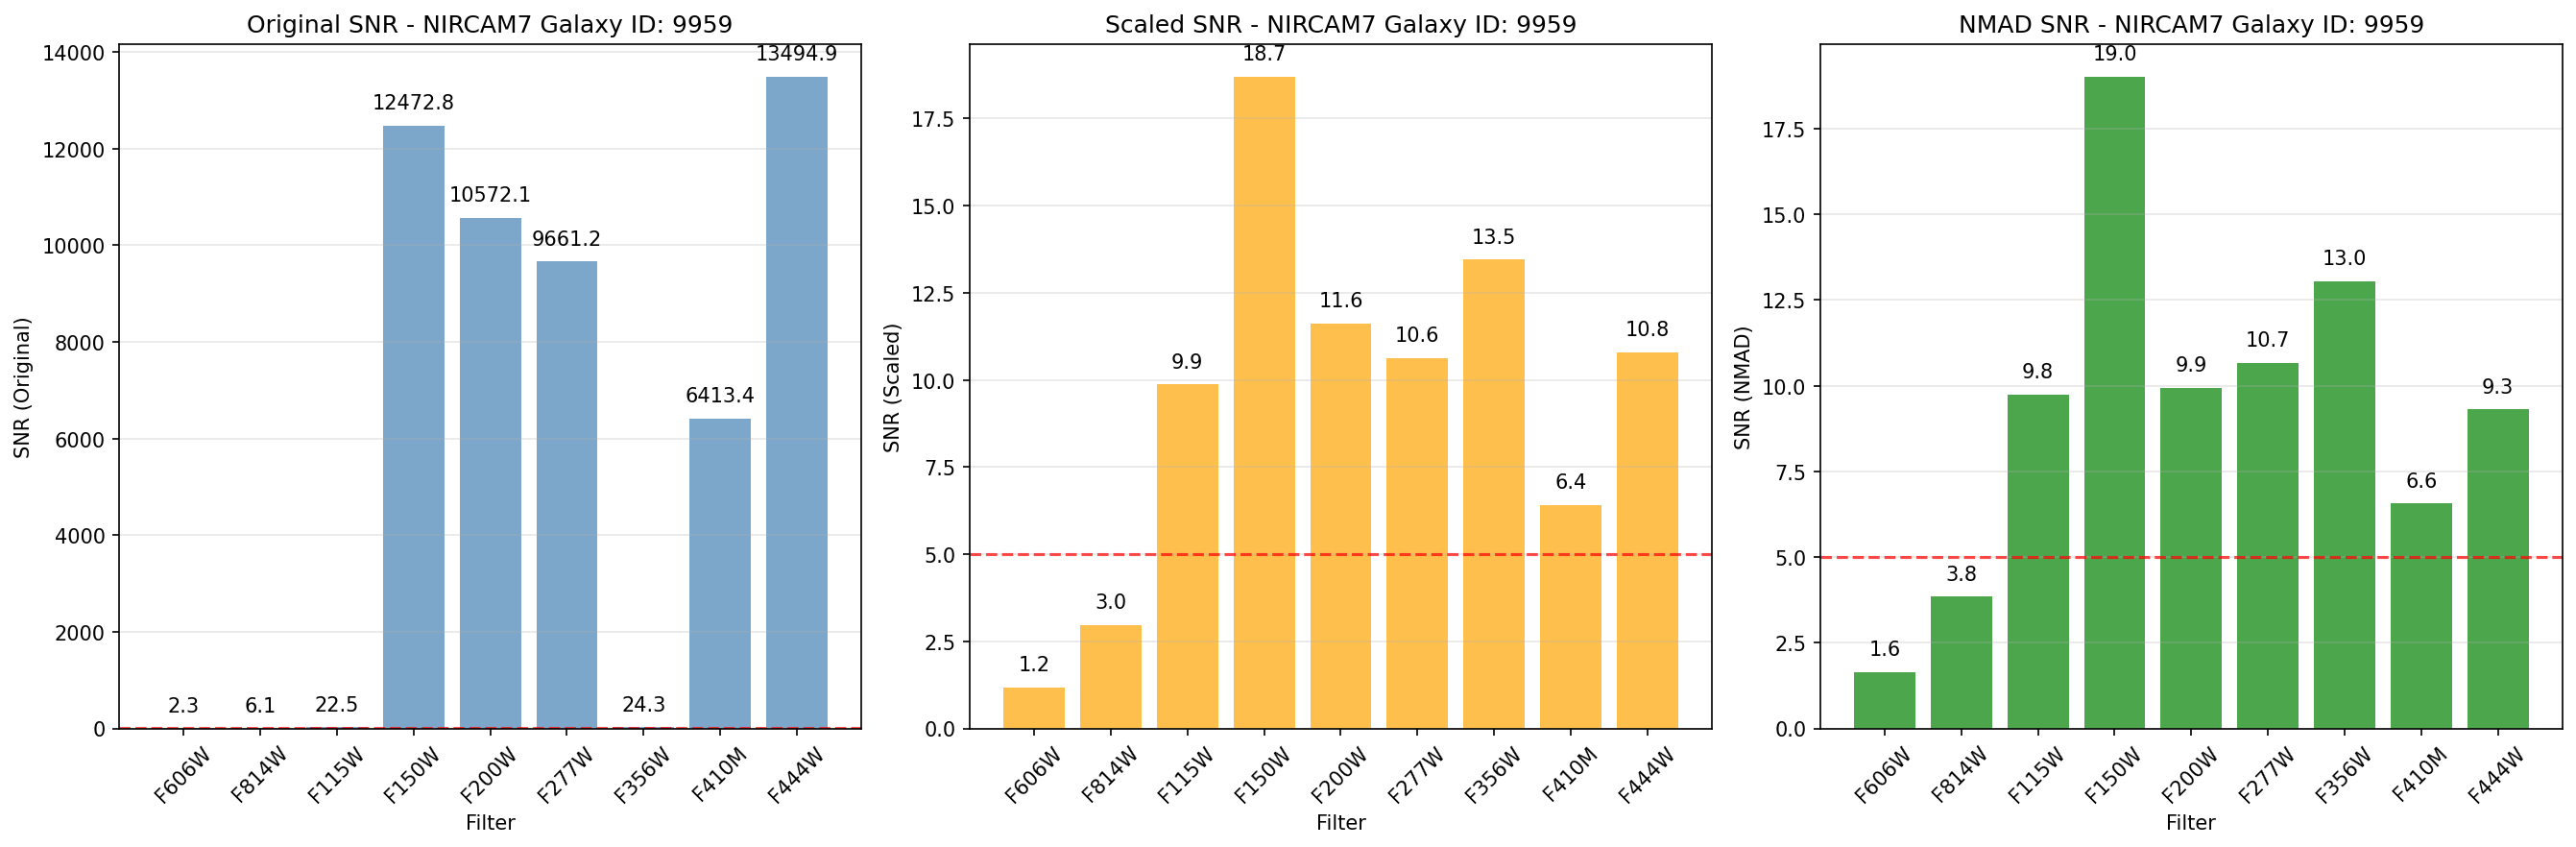 Original SNR - NIRCAM7 Galaxy ID: 9959
SNR (Original)
14000
12000
10000
8000
6000
4000
2000
0
2.3
6.1
22.5
12472.8
10572.1
9661.2
24.3
6413.4
13494.9
F606W
F814W
F115W
F150W
F200W
F277W
F356W
F410M
F444W
Filter
Scaled SNR - NIRCAM7 Galaxy ID: 9959
SNR (Scaled)
17.5
15.0
12.5
10.0
7.5
5.0
2.5
0.0
1.2
3.0
9.9
18.7
11.6
10.6
13.5
6.4
10.8
F606W
F814W
F115W
F150W
F200W
F277W
F356W
F410M
F444W
Filter
NMAD SNR - NIRCAM7 Galaxy ID: 9959
SNR (NMAD)
17.5
15.0
12.5
10.0
7.5
5.0
2.5
0.0
1.6
3.8
9.8
19.0
9.9
10.7
13.0
6.6
9.3
F606W
F814W
F115W
F150W
F200W
F277W
F356W
F410M
F444W
Filter